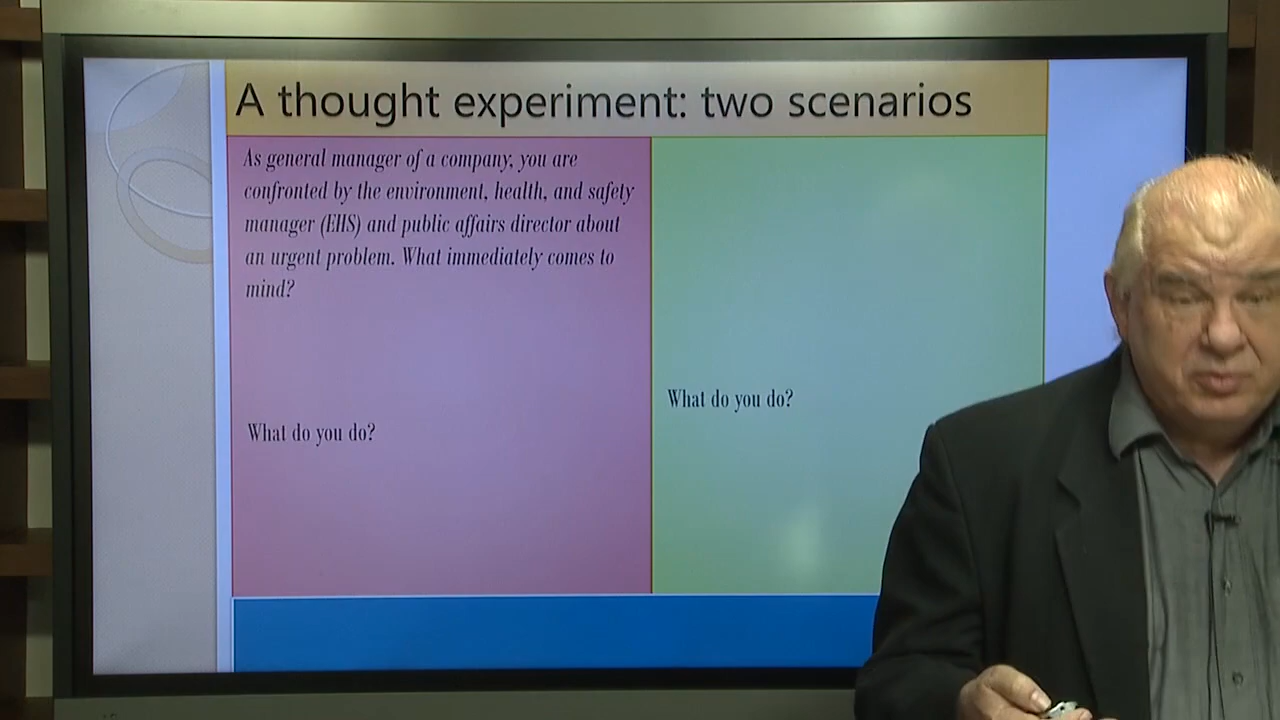 A thought experiment: two scenarios
As general manager of a company, you are
confronted by the environment, health, and safety
manager (EHS) and public affairs director about
an urgent problem. What immediately comes to
mind?
What do you do?
What do you do?